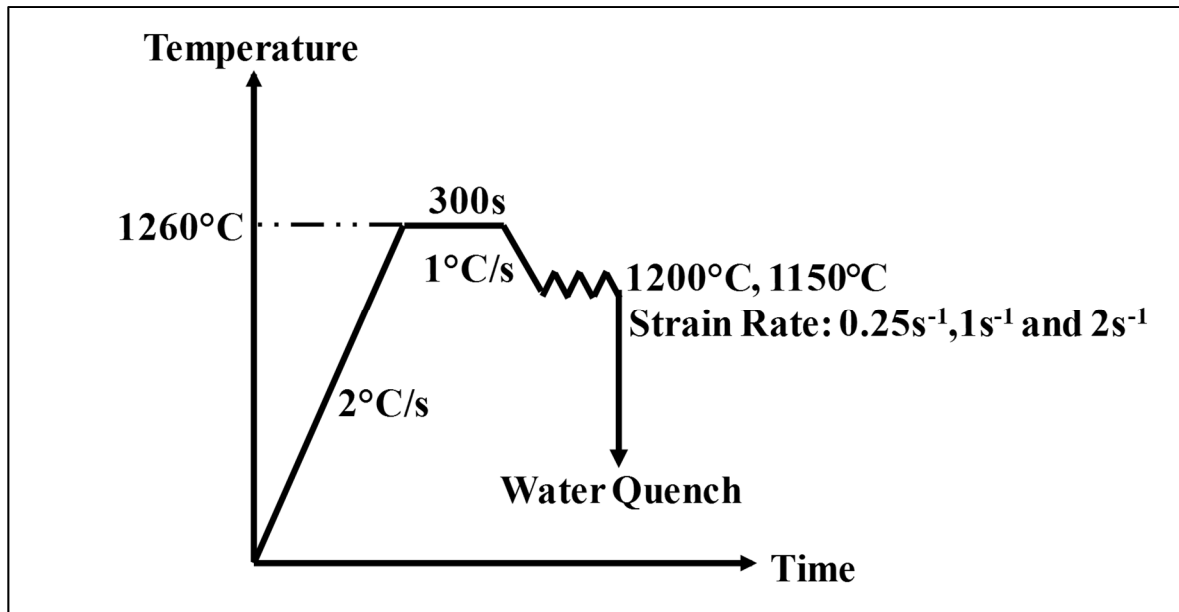 Temperature
300s
1260°C
1°C/s
1200°C, 1150°C
Strain Rate: 0.25s⁻¹,1s⁻¹ and 2s⁻¹
2°C/s
Water Quench
Time